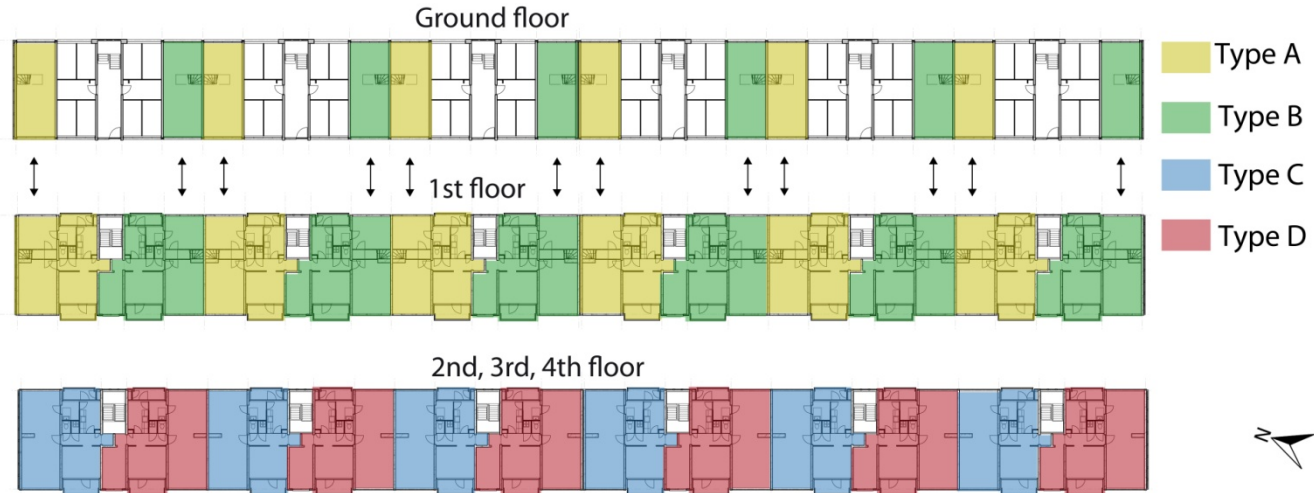 Ground floor
Type A
Type B
1st floor
Type C
Type D
2nd, 3rd, 4th floor
N